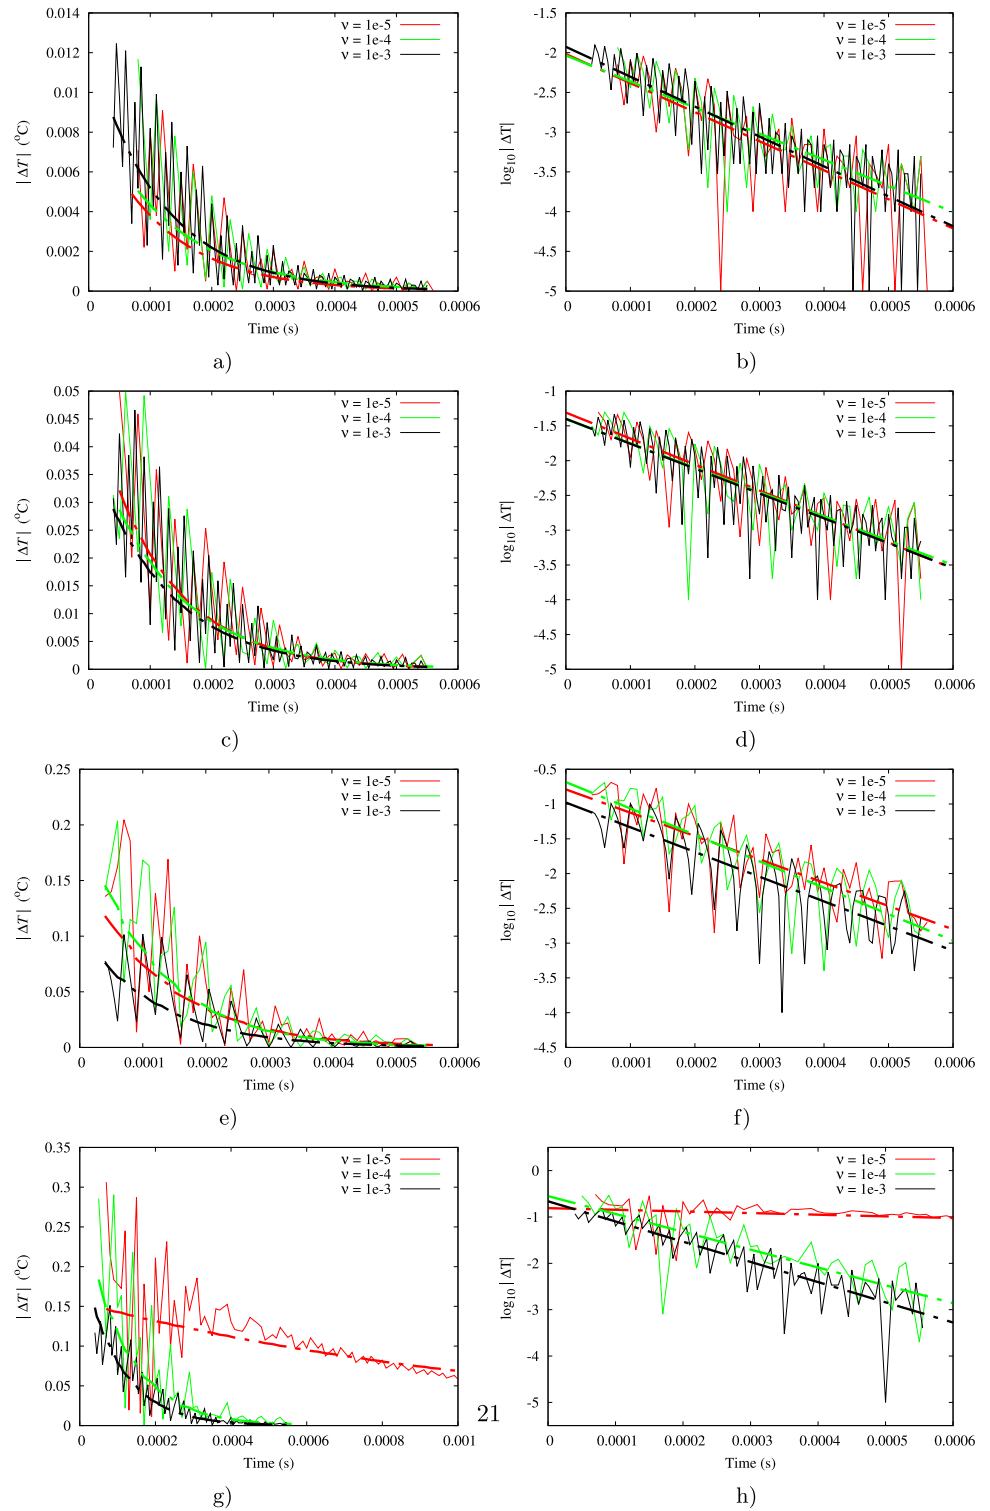 0.014
0.012
0.01
0.008
0.006
0.004
0.002
0
0 0.0001 0.0002 0.0003 0.0004 0.0005 0.0006
| ΔT | (°C)
Time (s)
ν = 1e-5
ν = 1e-4
ν = 1e-3
a)
-1.5
-2
-2.5
-3
-3.5
-4
-4.5
-5
0 0.0001 0.0002 0.0003 0.0004 0.0005 0.0006
log10 | ΔT|
Time (s)
ν = 1e-5
ν = 1e-4
ν = 1e-3
b)
0.05
0.045
0.04
0.035
0.03
0.025
0.02
0.015
0.01
0.005
0
0 0.0001 0.0002 0.0003 0.0004 0.0005 0.0006
| ΔT | (°C)
Time (s)
ν = 1e-5
ν = 1e-4
ν = 1e-3
c)
-1
-1.5
-2
-2.5
-3
-3.5
-4
-4.5
-5
0 0.0001 0.0002 0.0003 0.0004 0.0005 0.0006
log10 | ΔT|
Time (s)
ν = 1e-5
ν = 1e-4
ν = 1e-3
d)
0.25
0.2
0.15
0.1
0.05
0
0 0.0001 0.0002 0.0003 0.0004 0.0005 0.0006
| ΔT | (°C)
Time (s)
ν = 1e-5
ν = 1e-4
ν = 1e-3
e)
-0.5
-1
-1.5
-2
-2.5
-3
-3.5
-4
-4.5
0 0.0001 0.0002 0.0003 0.0004 0.0005 0.0006
log10 | ΔT|
Time (s)
ν = 1e-5
ν = 1e-4
ν = 1e-3
f)
0.35
0.3
0.25
0.2
0.15
0.1
0.05
0
0 0.0002 0.0004 0.0006 0.0008 0.001
| ΔT | (°C)
Time (s)
ν = 1e-5
ν = 1e-4
ν = 1e-3
g)
0
-1
-2
-3
-4
-5
0 0.0001 0.0002 0.0003 0.0004 0.0005 0.0006
log10 | ΔT|
Time (s)
ν = 1e-5
ν = 1e-4
ν = 1e-3
h)
21